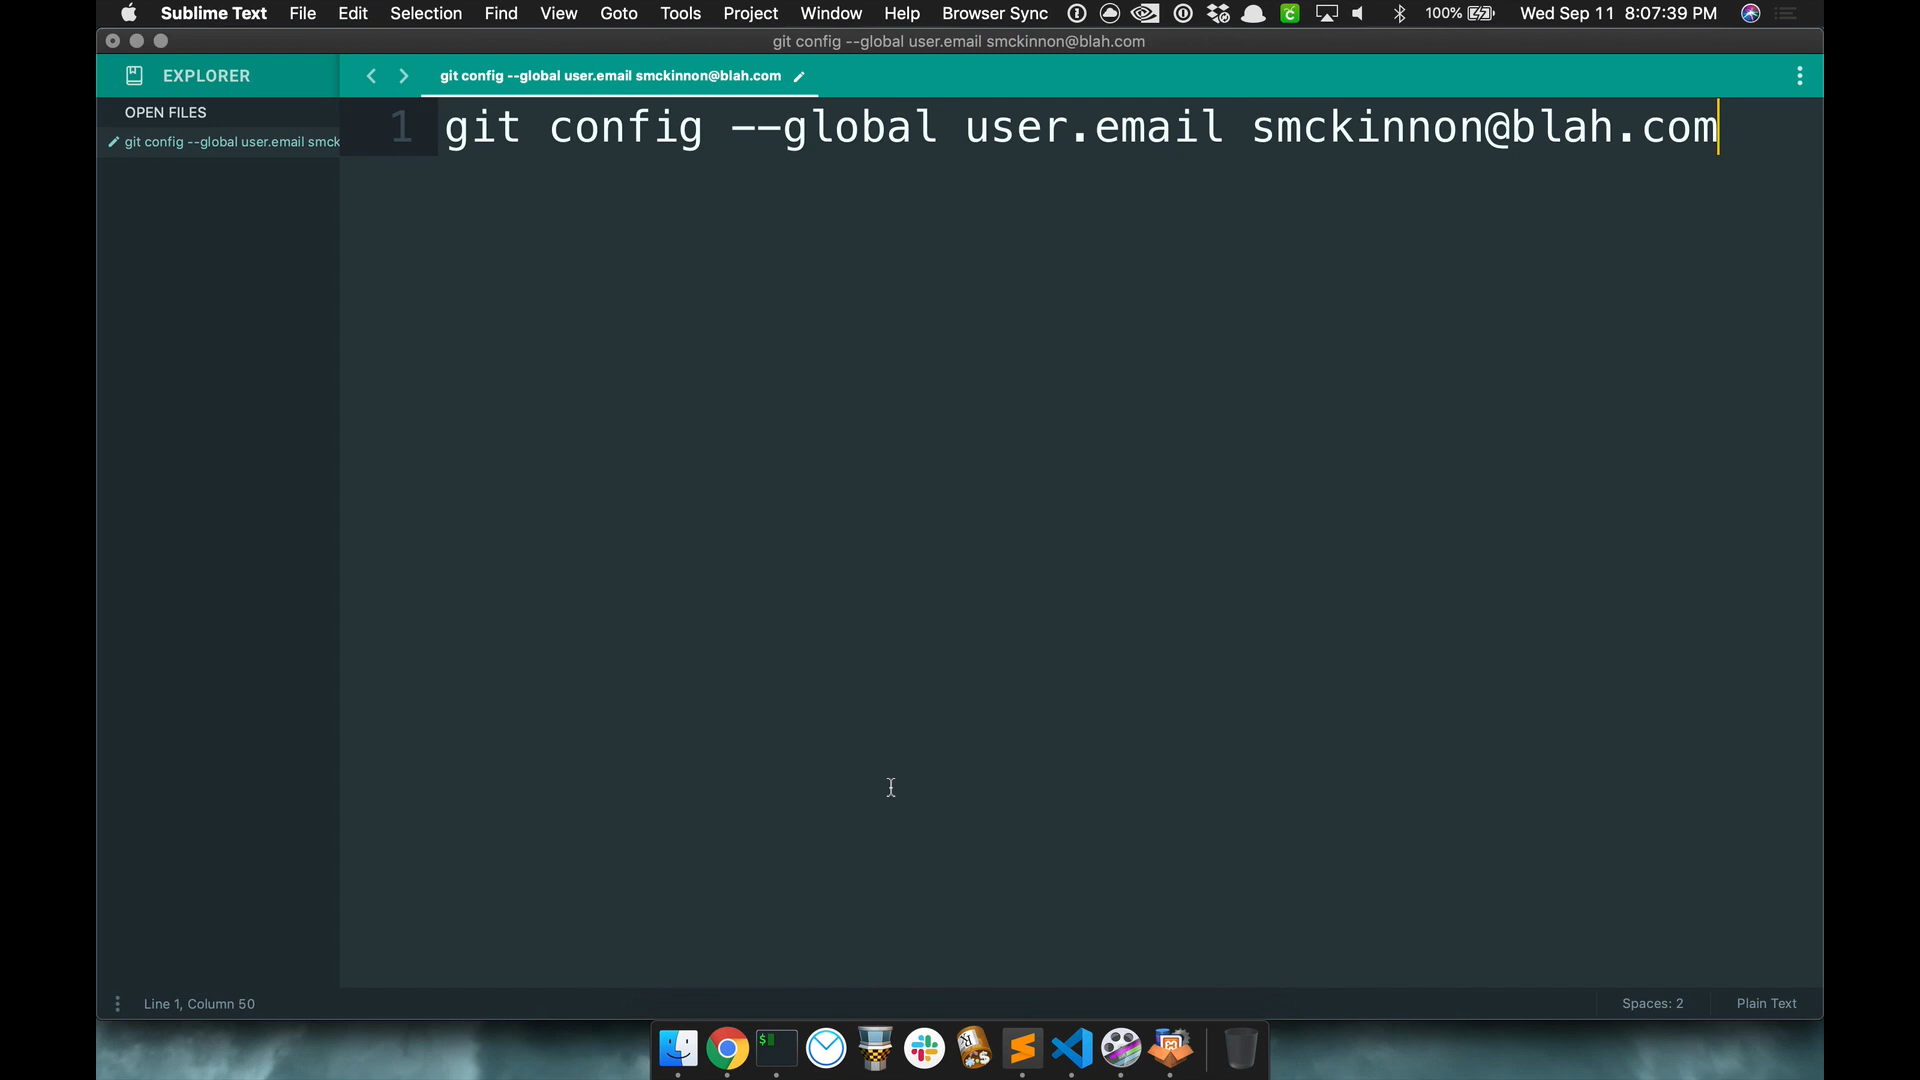 Sublime Text File Edit Selection Find View Goto Tools Project Window Help Browser Sync 100% Wed Sep 11 8:07:39 PM
git config --global user.email smckinnon@blah.com
EXPLORER
git config --global user.email smckinnon@blah.com
OPEN FILES
git config --global user.email smck
1 git config --global user.email smckinnon@blah.com
Line 1, Column 50
Spaces: 2
Plain Text